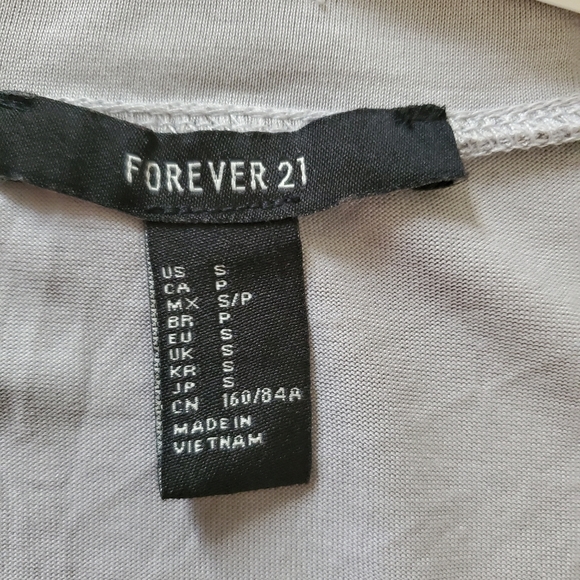 FOREVER 21
US S
CA P
MX S/P
BR P
EU S
UK S
KR S
JP S
CN 160/84A
MADE IN
VIETNAM